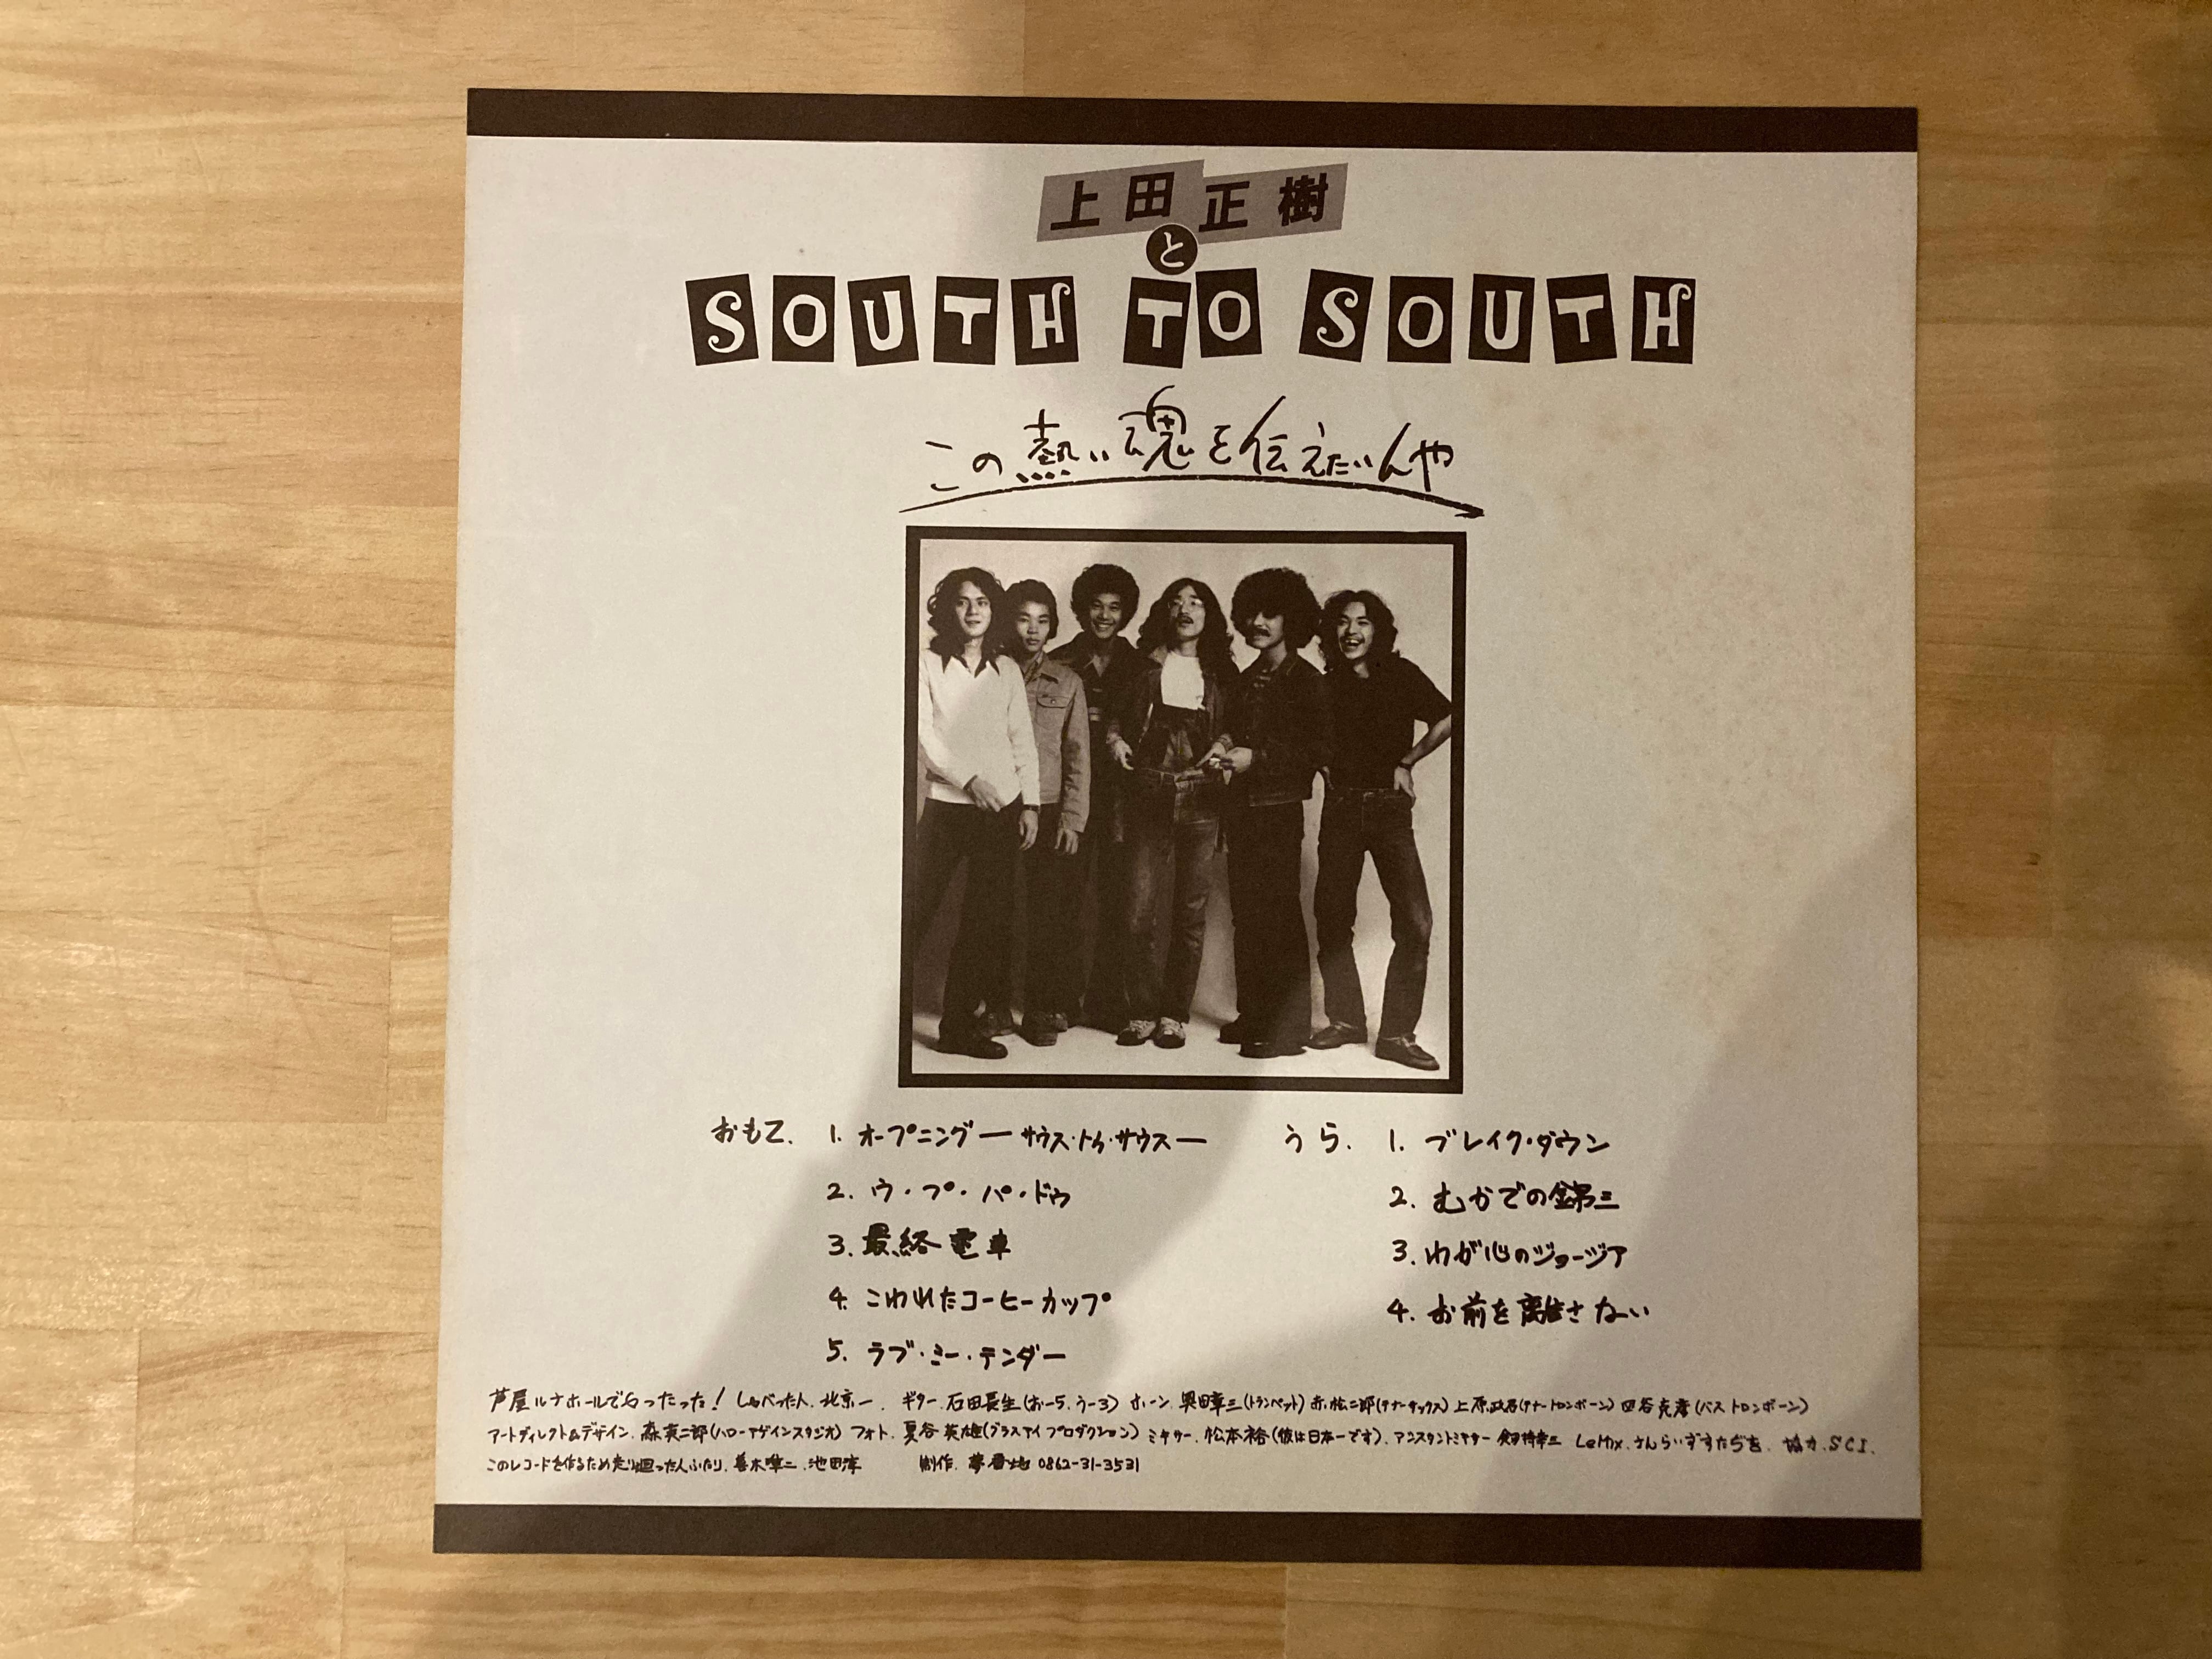 上田正樹
と
SOUTH TO SOUTH
この熱い魂を伝えたいんや
おもて. 1. オープニング ― サウス・トゥ・サウス ―
2. ウ・プ・パ・ドゥ
3. 最終電車
4. こわれたコーヒーカップ
5. ラブ・ミー・テンダー
うら. 1. ブレイク・ダウン
2. むかでの錦三
3. わが心のジョージア
4. お前を離さない
芦屋ルナホールでやったった! しゃべった人. 北京一. ギター. 石田長生(おー5. うー3) ホーン. 奥田章三(トランペット) 赤松二郎(テナーサックス) 上原政君(テナートロンボーン) 四谷克彦(バストロンボーン)
アートディレクト&デザイン. 森英二郎(ハローアゲインスタジオ) フォト. 夏谷英雄(グラスアイプロダクション) ミキサー. 松本裕(彼は日本一です). アシスタントミキサー LeMix. さんらいずすたぢを. 協力. S C I.
このレコードを作るため走り廻った人ふたり. 善木準二. 池田淳 制作. 夢番地 0862-31-3531